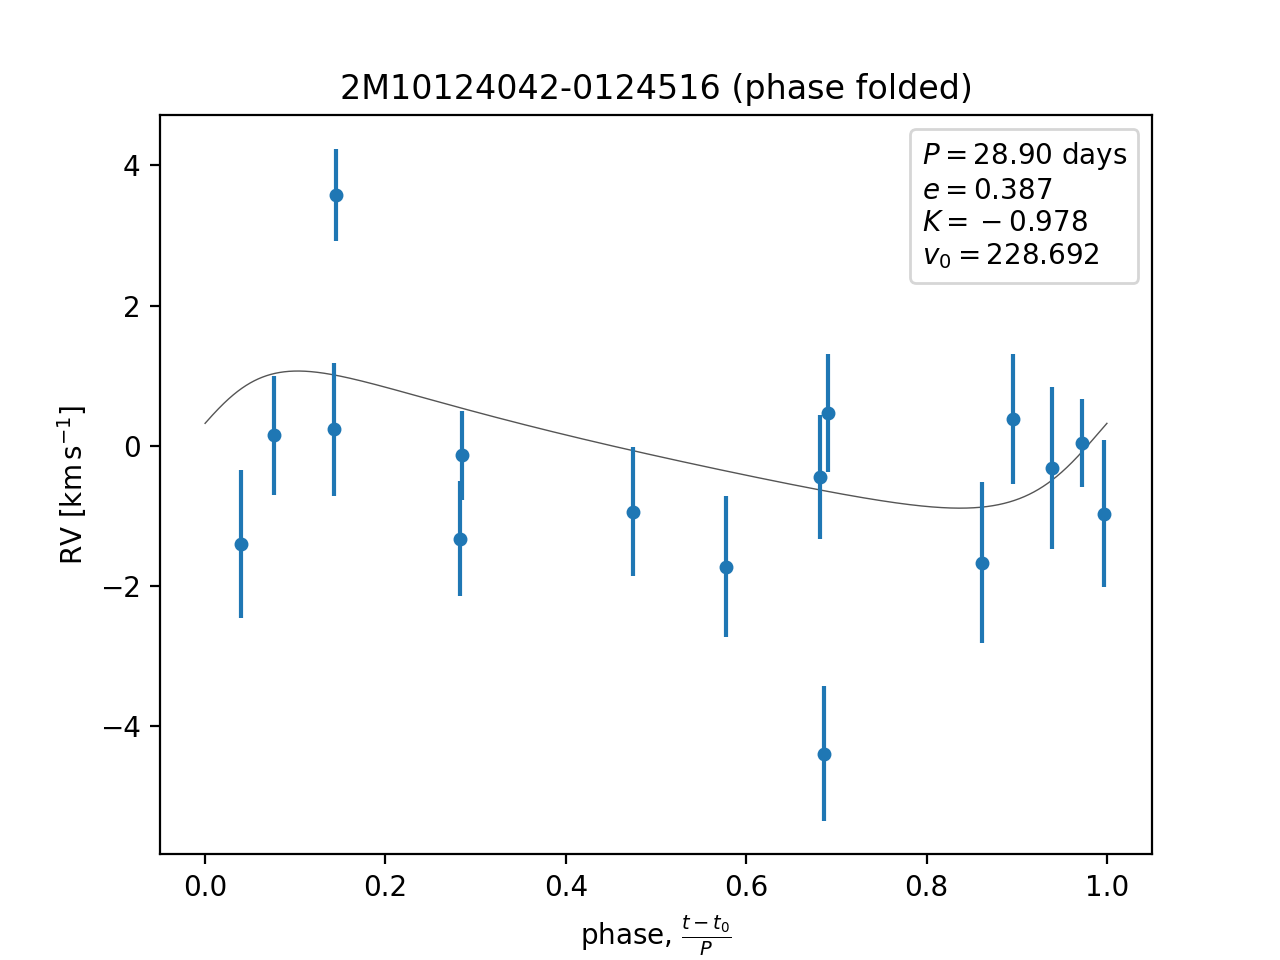 2M10124042-0124516 (phase folded)
P = 28.90 days
e = 0.387
K = −0.978
v₀ = 228.692
RV [km s⁻¹]
4
2
0
−2
−4
0.0 0.2 0.4 0.6 0.8 1.0
phase, (t − t₀)/P